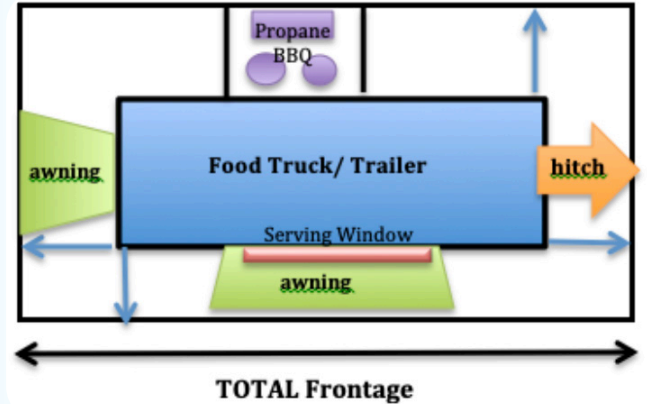 Propane
BBQ
awning
Food Truck/ Trailer
hitch
Serving Window
awning
TOTAL Frontage